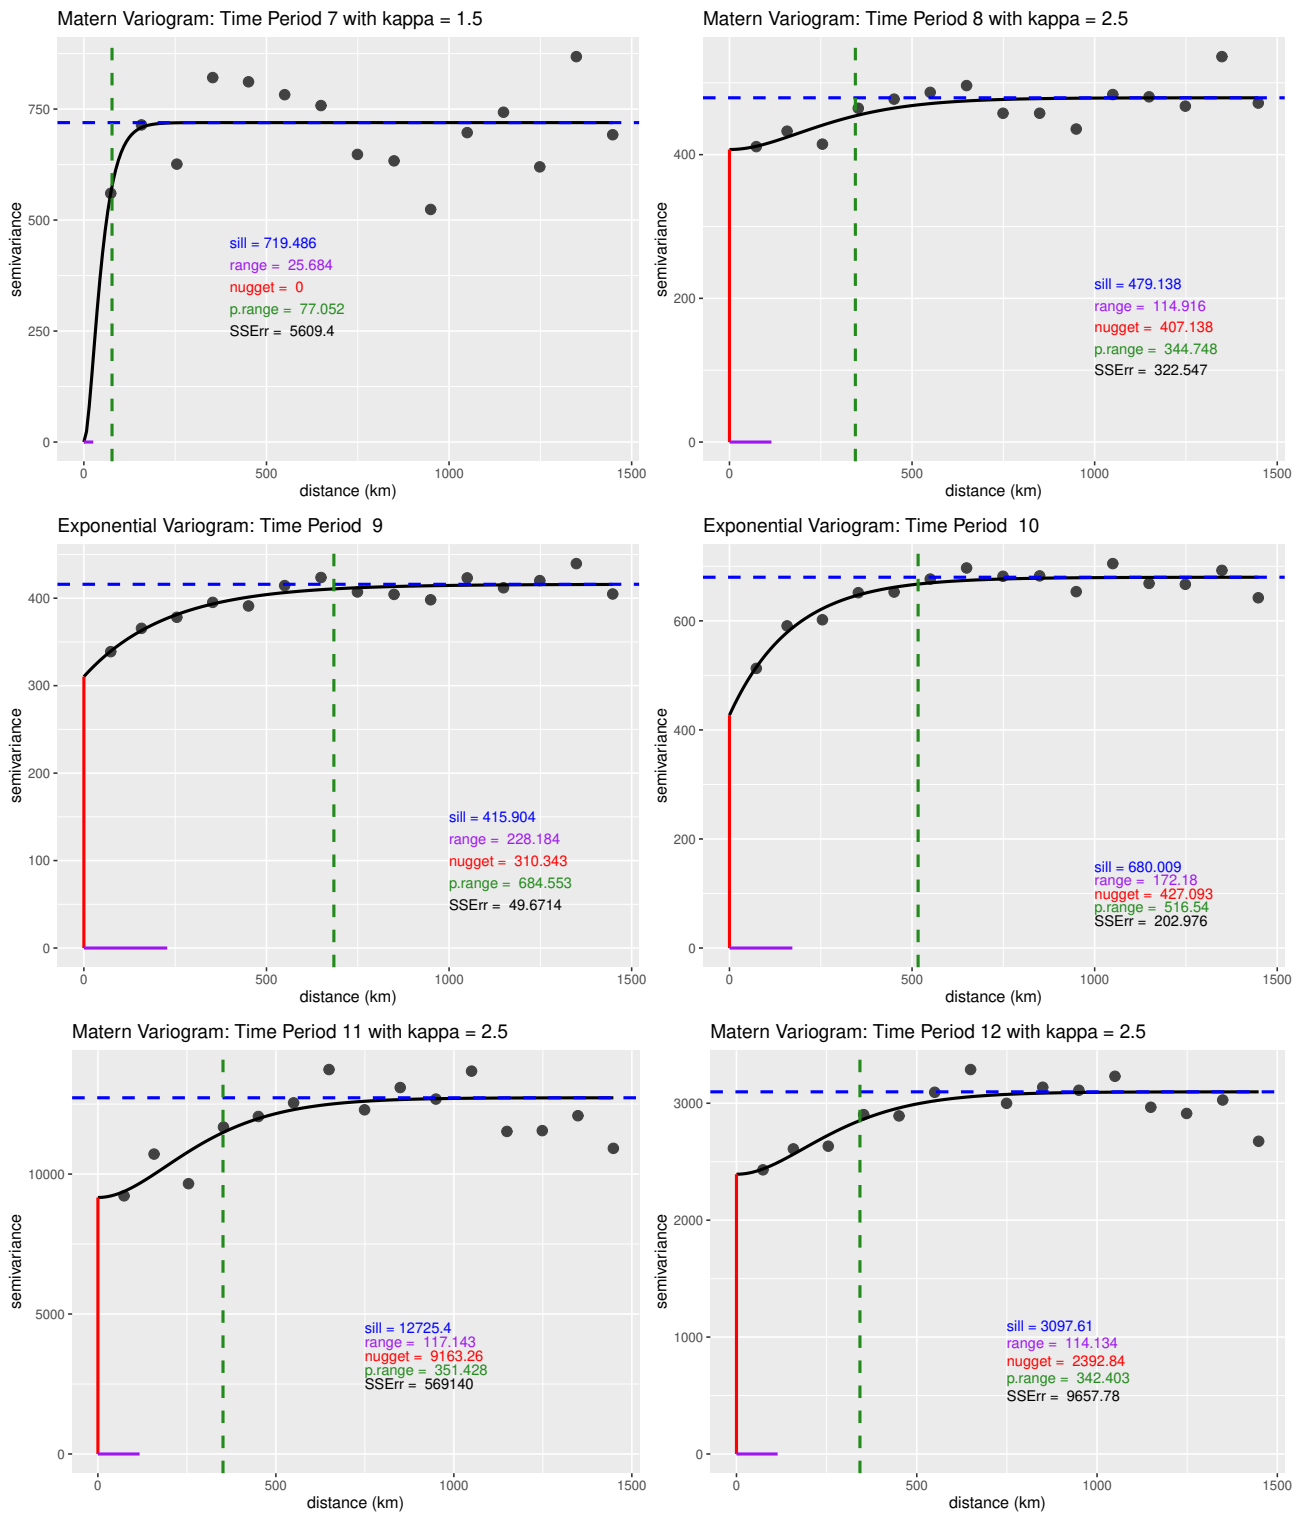 Matern Variogram: Time Period 7 with kappa = 1.5
semivariance
750
500
250
0
sill = 719.486
range = 25.684
nugget = 0
p.range = 77.052
SSErr = 5609.4
0 500 1000 1500
distance (km)
Matern Variogram: Time Period 8 with kappa = 2.5
semivariance
400
200
0
sill = 479.138
range = 114.916
nugget = 407.138
p.range = 344.748
SSErr = 322.547
0 500 1000 1500
distance (km)
Exponential Variogram: Time Period 9
semivariance
400
300
200
100
0
sill = 415.904
range = 228.184
nugget = 310.343
p.range = 684.553
SSErr = 49.6714
0 500 1000 1500
distance (km)
Exponential Variogram: Time Period 10
semivariance
600
400
200
0
sill = 680.009
range = 172.18
nugget = 427.093
p.range = 516.54
SSErr = 202.976
0 500 1000 1500
distance (km)
Matern Variogram: Time Period 11 with kappa = 2.5
semivariance
10000
5000
0
sill = 12725.4
range = 117.143
nugget = 9163.26
p.range = 351.428
SSErr = 569140
0 500 1000 1500
distance (km)
Matern Variogram: Time Period 12 with kappa = 2.5
semivariance
3000
2000
1000
0
sill = 3097.61
range = 114.134
nugget = 2392.84
p.range = 342.403
SSErr = 9657.78
0 500 1000 1500
distance (km)